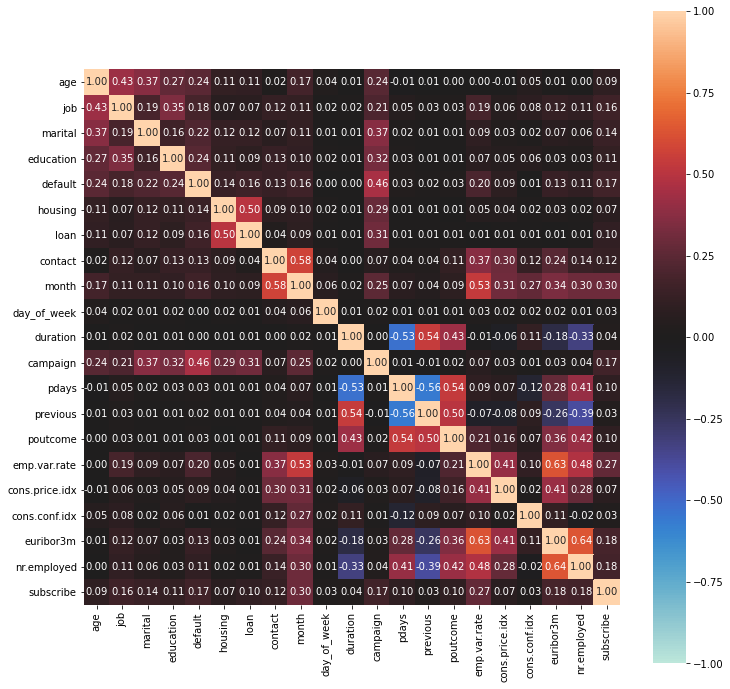 1.00
age 1.00 0.43 0.37 0.27 0.24 0.11 0.11 0.02 0.17 0.04 0.01 0.24 -0.01 0.01 0.00 0.00 -0.01 0.05 0.01 0.00 0.09
job 0.43 1.00 0.19 0.35 0.18 0.07 0.07 0.12 0.11 0.02 0.02 0.21 0.05 0.03 0.03 0.19 0.06 0.08 0.12 0.11 0.16
0.75
marital 0.37 0.19 1.00 0.16 0.22 0.12 0.12 0.07 0.11 0.01 0.01 0.37 0.02 0.01 0.01 0.09 0.03 0.02 0.07 0.06 0.14
education 0.27 0.35 0.16 1.00 0.24 0.11 0.09 0.13 0.10 0.02 0.01 0.32 0.03 0.01 0.01 0.07 0.05 0.06 0.03 0.03 0.11
default 0.24 0.18 0.22 0.24 1.00 0.14 0.16 0.13 0.16 0.00 0.00 0.46 0.03 0.02 0.03 0.20 0.09 0.01 0.13 0.11 0.17
0.50
housing 0.11 0.07 0.12 0.11 0.14 1.00 0.50 0.09 0.10 0.02 0.01 0.29 0.01 0.01 0.01 0.05 0.04 0.02 0.03 0.02 0.07
loan 0.11 0.07 0.12 0.09 0.16 0.50 1.00 0.04 0.09 0.01 0.01 0.31 0.01 0.01 0.01 0.01 0.01 0.01 0.01 0.01 0.10
contact 0.02 0.12 0.07 0.13 0.13 0.09 0.04 1.00 0.58 0.04 0.00 0.07 0.04 0.04 0.11 0.37 0.30 0.12 0.24 0.14 0.12
0.25
month 0.17 0.11 0.11 0.10 0.16 0.10 0.09 0.58 1.00 0.06 0.02 0.25 0.07 0.04 0.09 0.53 0.31 0.27 0.34 0.30 0.30
day_of_week 0.04 0.02 0.01 0.02 0.00 0.02 0.01 0.04 0.06 1.00 0.01 0.02 0.01 0.01 0.01 0.03 0.02 0.02 0.02 0.01 0.03
duration 0.01 0.02 0.01 0.01 0.00 0.01 0.01 0.00 0.02 0.01 1.00 0.00 -0.53 0.54 0.43 -0.01 -0.06 0.11 -0.18 -0.33 0.04
0.00
campaign 0.24 0.21 0.37 0.32 0.46 0.29 0.31 0.07 0.25 0.02 0.00 1.00 0.01 -0.01 0.02 0.07 0.03 0.01 0.03 0.04 0.17
pdays -0.01 0.05 0.02 0.03 0.03 0.01 0.01 0.04 0.07 0.01 -0.53 0.01 1.00 -0.56 0.54 0.09 0.07 -0.12 0.28 0.41 0.10
previous 0.01 0.03 0.01 0.01 0.02 0.01 0.01 0.04 0.04 0.01 0.54 -0.01 -0.56 1.00 0.50 -0.07 -0.08 0.09 -0.26 -0.39 0.03
-0.25
poutcome 0.00 0.03 0.01 0.01 0.03 0.01 0.01 0.11 0.09 0.01 0.43 0.02 0.54 0.50 1.00 0.21 0.16 0.07 0.36 0.42 0.10
emp.var.rate 0.00 0.19 0.09 0.07 0.20 0.05 0.01 0.37 0.53 0.03 -0.01 0.07 0.09 -0.07 0.21 1.00 0.41 0.10 0.63 0.48 0.27
cons.price.idx -0.01 0.06 0.03 0.05 0.09 0.04 0.01 0.30 0.31 0.02 -0.06 0.03 0.07 -0.08 0.16 0.41 1.00 0.02 0.41 0.28 0.07
-0.50
cons.conf.idx 0.05 0.08 0.02 0.06 0.01 0.02 0.01 0.12 0.27 0.02 0.11 0.01 -0.12 0.09 0.07 0.10 0.02 1.00 0.11 -0.02 0.03
euribor3m 0.01 0.12 0.07 0.03 0.13 0.03 0.01 0.24 0.34 0.02 -0.18 0.03 0.28 -0.26 0.36 0.63 0.41 0.11 1.00 0.64 0.18
nr.employed 0.00 0.11 0.06 0.03 0.11 0.02 0.01 0.14 0.30 0.01 -0.33 0.04 0.41 -0.39 0.42 0.48 0.28 -0.02 0.64 1.00 0.18
-0.75
subscribe 0.09 0.16 0.14 0.11 0.17 0.07 0.10 0.12 0.30 0.03 0.04 0.17 0.10 0.03 0.10 0.27 0.07 0.03 0.18 0.18 1.00
age job marital education default housing loan contact month day_of_week duration campaign pdays previous poutcome emp.var.rate cons.price.idx cons.conf.idx euribor3m nr.employed subscribe
-1.00